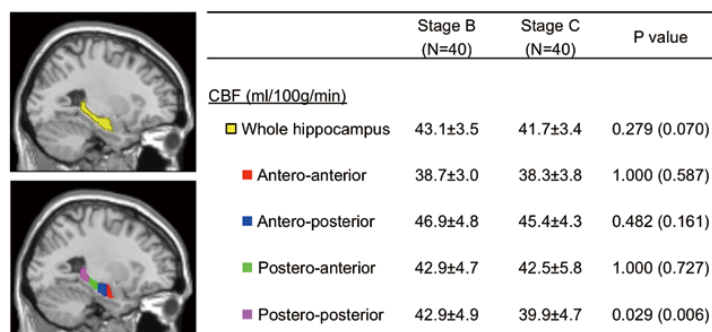 Stage B Stage C P value
(N=40) (N=40)
CBF (ml/100g/min)
Whole hippocampus 43.1±3.5 41.7±3.4 0.279 (0.070)
Antero-anterior 38.7±3.0 38.3±3.8 1.000 (0.587)
Antero-posterior 46.9±4.8 45.4±4.3 0.482 (0.161)
Postero-anterior 42.9±4.7 42.5±5.8 1.000 (0.727)
Postero-posterior 42.9±4.9 39.9±4.7 0.029 (0.006)